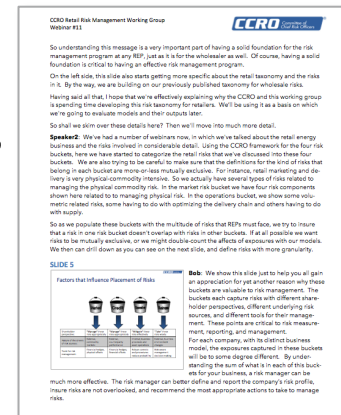 CCRO Retail Risk Management Working Group
Webinar #11
CCRO Committee of
Chief Risk Officers
So understanding this message is a very important part of having a solid foundation for the risk
management program at any REP, just as it is for the wholesaler as well. Of course, having a solid
foundation is critical to having an effective risk management program.
On the left side, this slide also starts getting more specific about the retail taxonomy and the risks
in it. By the way, we are building on our previously published taxonomy for wholesale risks.
Having said all that, I hope that we're effectively explaining why the CCRO and this working group
is spending time developing this risk taxonomy for retailers. We'll be using it as a basis on which
we're going to evaluate models and their outputs later.
So shall we skim over these details here? Then we'll move into much more detail.
Speaker2: We've had a number of webinars now, in which we've talked about the retail energy
business and the risks involved in considerable detail. Using the CCRO framework for the four risk
buckets, here we have started to categorize the retail risks that we've discussed into these four
buckets. We are also trying to be careful to make sure that the definitions for the kind of risks that
belong in each bucket are more-or-less mutually exclusive. For instance, retail marketing and de-
livery is very physical-commodity intensive. So we actually have several types of risks related to
managing the physical commodity risk. In the market risk bucket we have four risk components
shown here related to to managing physical risk. In the operations bucket, we show some volu-
metric related risks, some having to do with optimizing the delivery chain and others having to do
with supply.
So as we populate these buckets with the multitude of risks that REPs must face, we try to insure
that a risk in one risk bucket doesn't overlap with risks in other buckets. If at all possible we want
risks to be mutually exclusive, or we might double-count the affects of exposures with our models.
We then can drill down as you can see on the next slide, and define risks with more granularity.
SLIDE 5
Factors that Influence Placement of Risks
Bob: We show this slide just to help you all gain
an appreciation for yet another reason why these
buckets are valuable to risk management. The
buckets each capture risks with different share-
holder perspectives, different underlying risk
sources, and different tools for their manage-
ment. These points are critical to risk measure-
ment, reporting, and management.
For each company, with its distinct business
model, the exposures captured in these buckets
will be to some degree different. By under-
standing the sum of what is in each of this buck-
ets for your business, a risk manager can be
much more effective. The risk manager can better define and report the company's risk profile,
insure risks are not overlooked, and recommend the most appropriate actions to take to manage
risks.